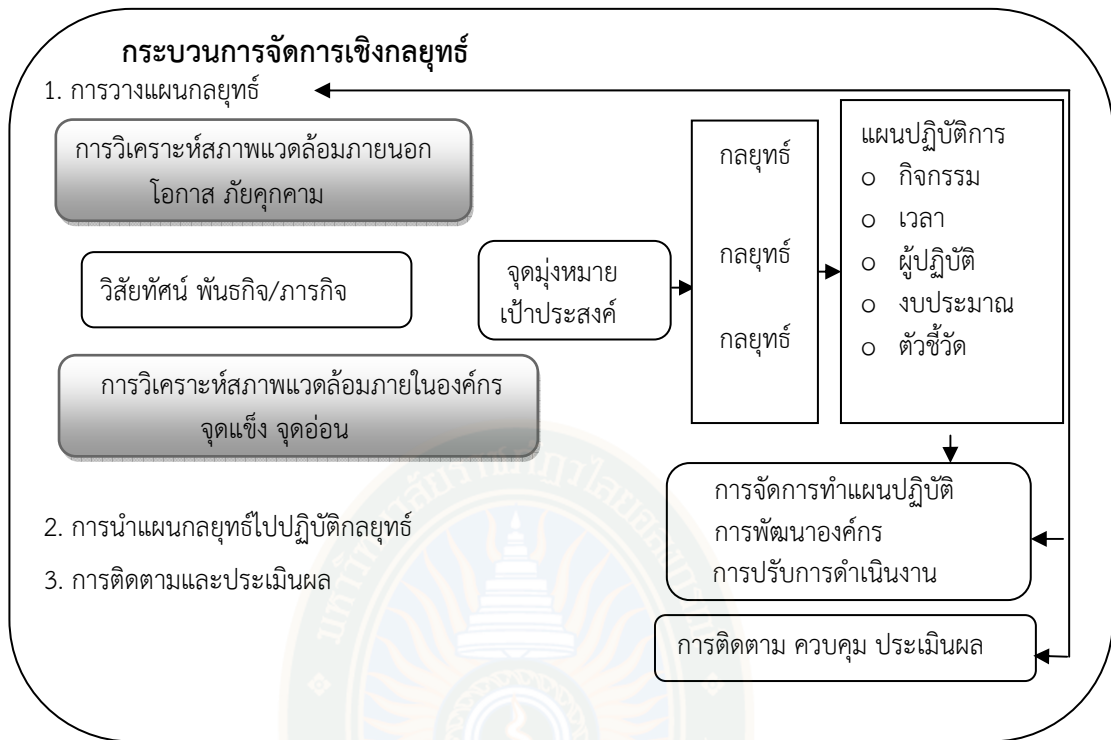 กระบวนการจัดการเชิงกลยุทธ์
1. การวางแผนกลยุทธ์
การวิเคราะห์สภาพแวดล้อมภายนอก
โอกาส ภัยคุกคาม
วิสัยทัศน์ พันธกิจ/ภารกิจ
การวิเคราะห์สภาพแวดล้อมภายในองค์กร
จุดแข็ง จุดอ่อน
จุดมุ่งหมาย
เป้าประสงค์
กลยุทธ์
กลยุทธ์
กลยุทธ์
แผนปฏิบัติการ
o กิจกรรม
o เวลา
o ผู้ปฏิบัติ
o งบประมาณ
o ตัวชี้วัด
2. การนำแผนกลยุทธ์ไปปฏิบัติกลยุทธ์
การจัดการทำแผนปฏิบัติ
การพัฒนาองค์กร
การปรับการดำเนินงาน
3. การติดตามและประเมินผล
การติดตาม ควบคุม ประเมินผล